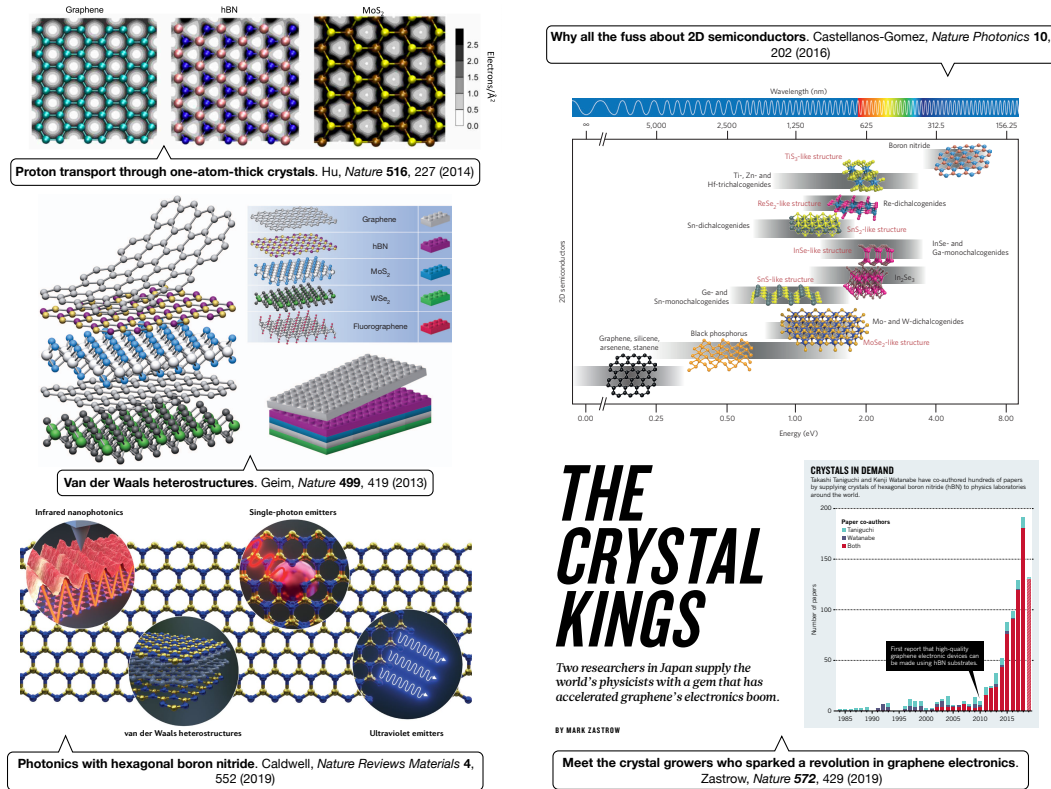 Graphene
hBN
MoS2
2.5
2.0
1.5
1.0
0.5
0.0
Electrons/Å2
Proton transport through one-atom-thick crystals. Hu, Nature 516, 227 (2014)
Graphene
hBN
MoS2
WSe2
Fluorographene
Van der Waals heterostructures. Geim, Nature 499, 419 (2013)
Infrared nanophotonics
Single-photon emitters
van der Waals heterostructures
Ultraviolet emitters
Photonics with hexagonal boron nitride. Caldwell, Nature Reviews Materials 4,
552 (2019)
Why all the fuss about 2D semiconductors. Castellanos-Gomez, Nature Photonics 10,
202 (2016)
Wavelength (nm)
∞ 5,000 2,500 1,250 625 312.5 156.25
Boron nitride
TiS3-like structure
Ti-, Zn- and
Hf-trichalcogenides
ReSe2-like structure
Re-dichalcogenides
Sn-dichalcogenides
SnS2-like structure
InSe-like structure
InSe- and
Ga-monochalcogenides
SnS-like structure
In2Se3
Ge- and
Sn-monochalcogenides
Mo- and W-dichalcogenides
Black phosphorus
MoSe2-like structure
Graphene, silicene,
arsenene, stanene
2D semiconductors
0.00 0.25 0.50 1.00 2.00 4.00 8.00
Energy (eV)
THE
CRYSTAL
KINGS
Two researchers in Japan supply the
world's physicists with a gem that has
accelerated graphene's electronics boom.
BY MARK ZASTROW
CRYSTALS IN DEMAND
Takashi Taniguchi and Kenji Watanabe have co-authored hundreds of papers
by supplying crystals of hexagonal boron nitride (hBN) to physics laboratories
around the world.
200
Paper co-authors
Taniguchi
Watanabe
Both
150
100
50
0
Number of papers
First report that high-quality
graphene electronic devices can
be made using hBN substrates.
1985 1990 1995 2000 2005 2010 2015
Meet the crystal growers who sparked a revolution in graphene electronics.
Zastrow, Nature 572, 429 (2019)